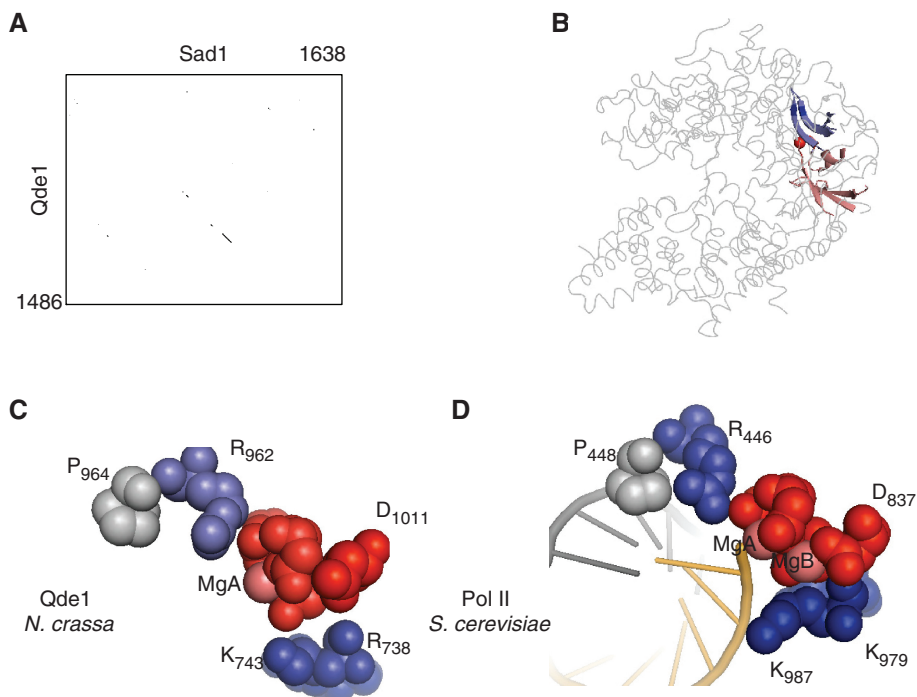 A
Sad1 1638
Qde1
1486
B
C
P964
R962
D1011
MgA
Qde1
N. crassa
K743
R738
D
P448
R446
D837
MgA
MgB
Pol II
S. cerevisiae
K987
K979